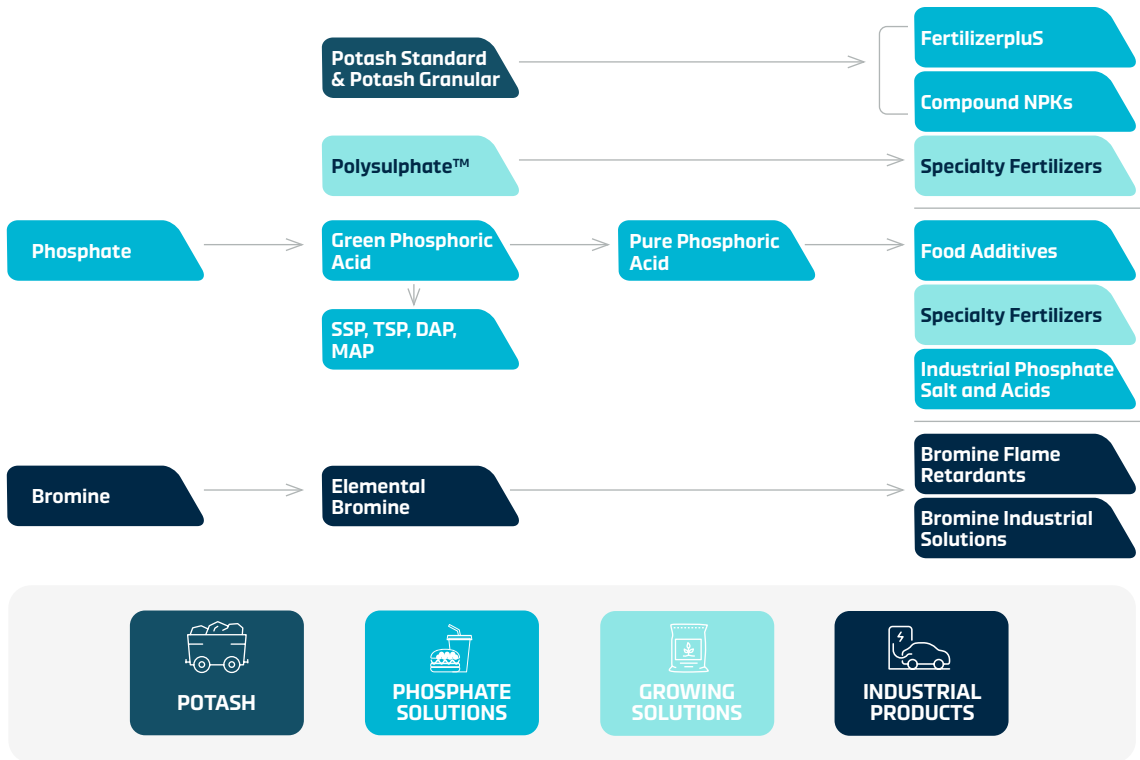 Potash Standard
& Potash Granular
FertilizerpluS
Compound NPKs
Polysulphate™
Specialty Fertilizers
Phosphate
Green Phosphoric
Acid
Pure Phosphoric
Acid
Food Additives
Specialty Fertilizers
SSP, TSP, DAP,
MAP
Industrial Phosphate
Salt and Acids
Bromine
Elemental
Bromine
Bromine Flame
Retardants
Bromine Industrial
Solutions
POTASH
PHOSPHATE
SOLUTIONS
GROWING
SOLUTIONS
INDUSTRIAL
PRODUCTS